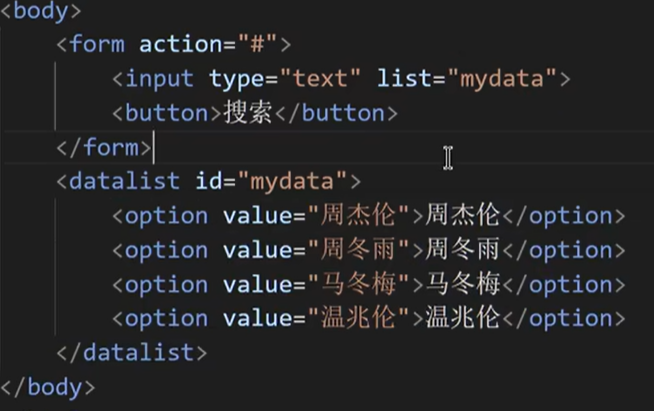 <body>
    <form action="#">
        <input type="text" list="mydata">
        <button>搜索</button>
    </form>
    <datalist id="mydata">
        <option value="周杰伦">周杰伦</option>
        <option value="周冬雨">周冬雨</option>
        <option value="马冬梅">马冬梅</option>
        <option value="温兆伦">温兆伦</option>
    </datalist>
</body>